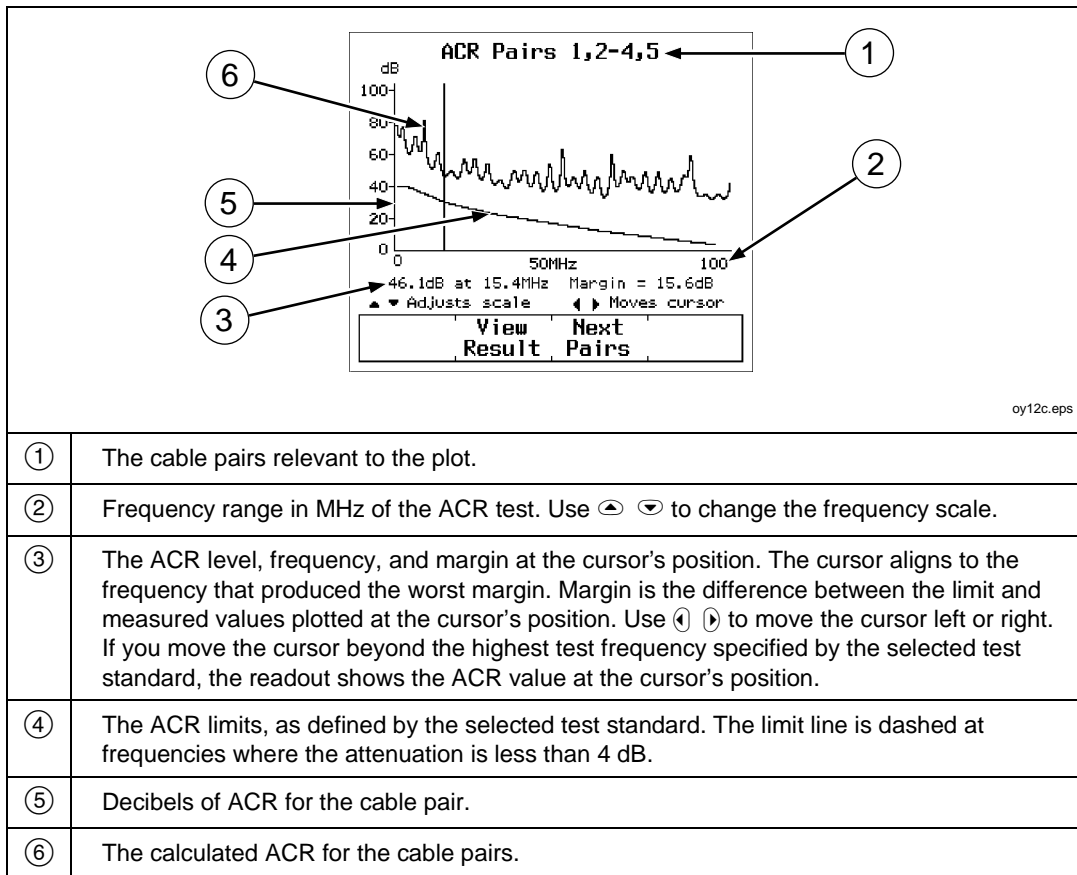 ACR Pairs 1,2-4,5
1
6
dB
100
80
60
40
20
0
0
50MHz
100
2
5
4
46.1dB at 15.4MHz Margin = 15.6dB
3
▲ ▼ Adjusts scale ◀ ▶ Moves cursor
View Result
Next Pairs
oy12c.eps
① The cable pairs relevant to the plot.
② Frequency range in MHz of the ACR test. Use ▲ ▼ to change the frequency scale.
③ The ACR level, frequency, and margin at the cursor's position. The cursor aligns to the
frequency that produced the worst margin. Margin is the difference between the limit and
measured values plotted at the cursor's position. Use ◀ ▶ to move the cursor left or right.
If you move the cursor beyond the highest test frequency specified by the selected test
standard, the readout shows the ACR value at the cursor's position.
④ The ACR limits, as defined by the selected test standard. The limit line is dashed at
frequencies where the attenuation is less than 4 dB.
⑤ Decibels of ACR for the cable pair.
⑥ The calculated ACR for the cable pairs.